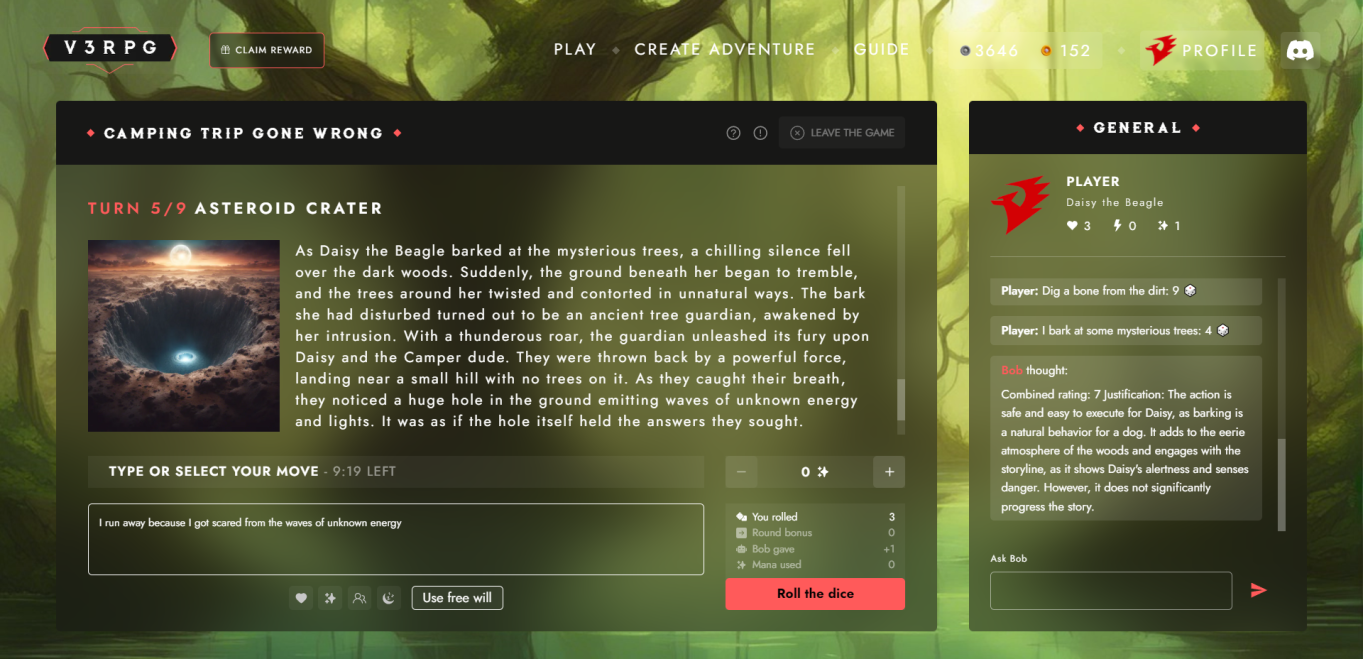 V3RPG
CLAIM REWARD
PLAY
CREATE ADVENTURE
GUIDE
3646
152
PROFILE
CAMPING TRIP GONE WRONG
LEAVE THE GAME
TURN 5/9 ASTEROID CRATER
As Daisy the Beagle barked at the mysterious trees, a chilling silence fell
over the dark woods. Suddenly, the ground beneath her began to tremble,
and the trees around her twisted and contorted in unnatural ways. The bark
she had disturbed turned out to be an ancient tree guardian, awakened by
her intrusion. With a thunderous roar, the guardian unleashed its fury upon
Daisy and the Camper dude. They were thrown back by a powerful force,
landing near a small hill with no trees on it. As they caught their breath,
they noticed a huge hole in the ground emitting waves of unknown energy
and lights. It was as if the hole itself held the answers they sought.
TYPE OR SELECT YOUR MOVE - 9:19 LEFT
I run away because I got scared from the waves of unknown energy
Use free will
− 0 +
You rolled 3
Round bonus 0
Bob gave +1
Mana used 0
Roll the dice
GENERAL
PLAYER
Daisy the Beagle
3 0 1
Player: Dig a bone from the dirt: 9
Player: I bark at some mysterious trees: 4
Bob thought:
Combined rating: 7 Justification: The action is
safe and easy to execute for Daisy, as barking is
a natural behavior for a dog. It adds to the eerie
atmosphere of the woods and engages with the
storyline, as it shows Daisy's alertness and senses
danger. However, it does not significantly
progress the story.
Ask Bob